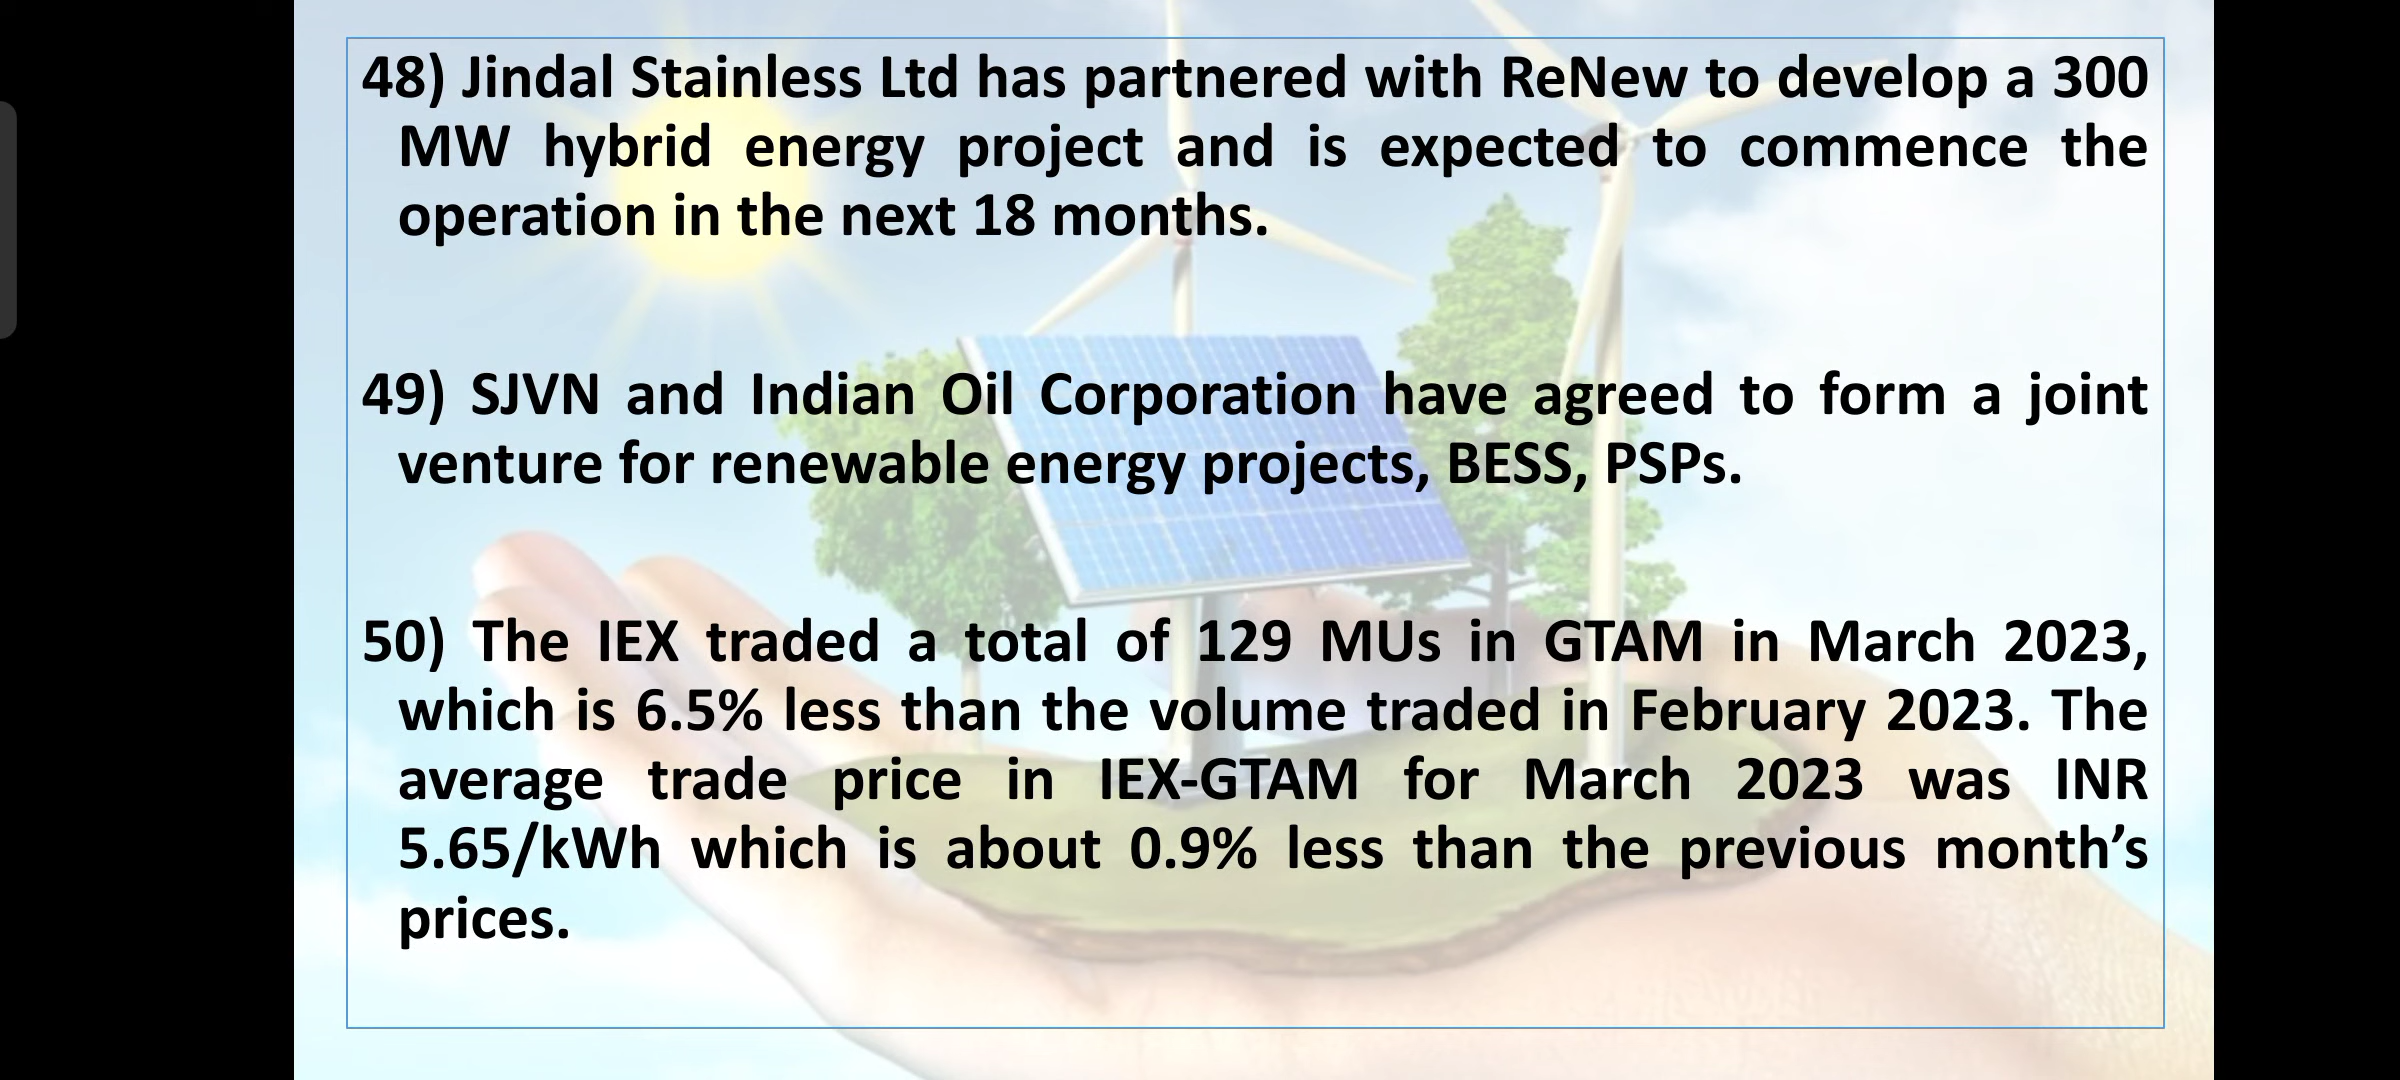 48) Jindal Stainless Ltd has partnered with ReNew to develop a 300
MW hybrid energy project and is expected to commence the
operation in the next 18 months.
49) SJVN and Indian Oil Corporation have agreed to form a joint
venture for renewable energy projects, BESS, PSPs.
50) The IEX traded a total of 129 MUs in GTAM in March 2023,
which is 6.5% less than the volume traded in February 2023. The
average trade price in IEX-GTAM for March 2023 was INR
5.65/kWh which is about 0.9% less than the previous month’s
prices.